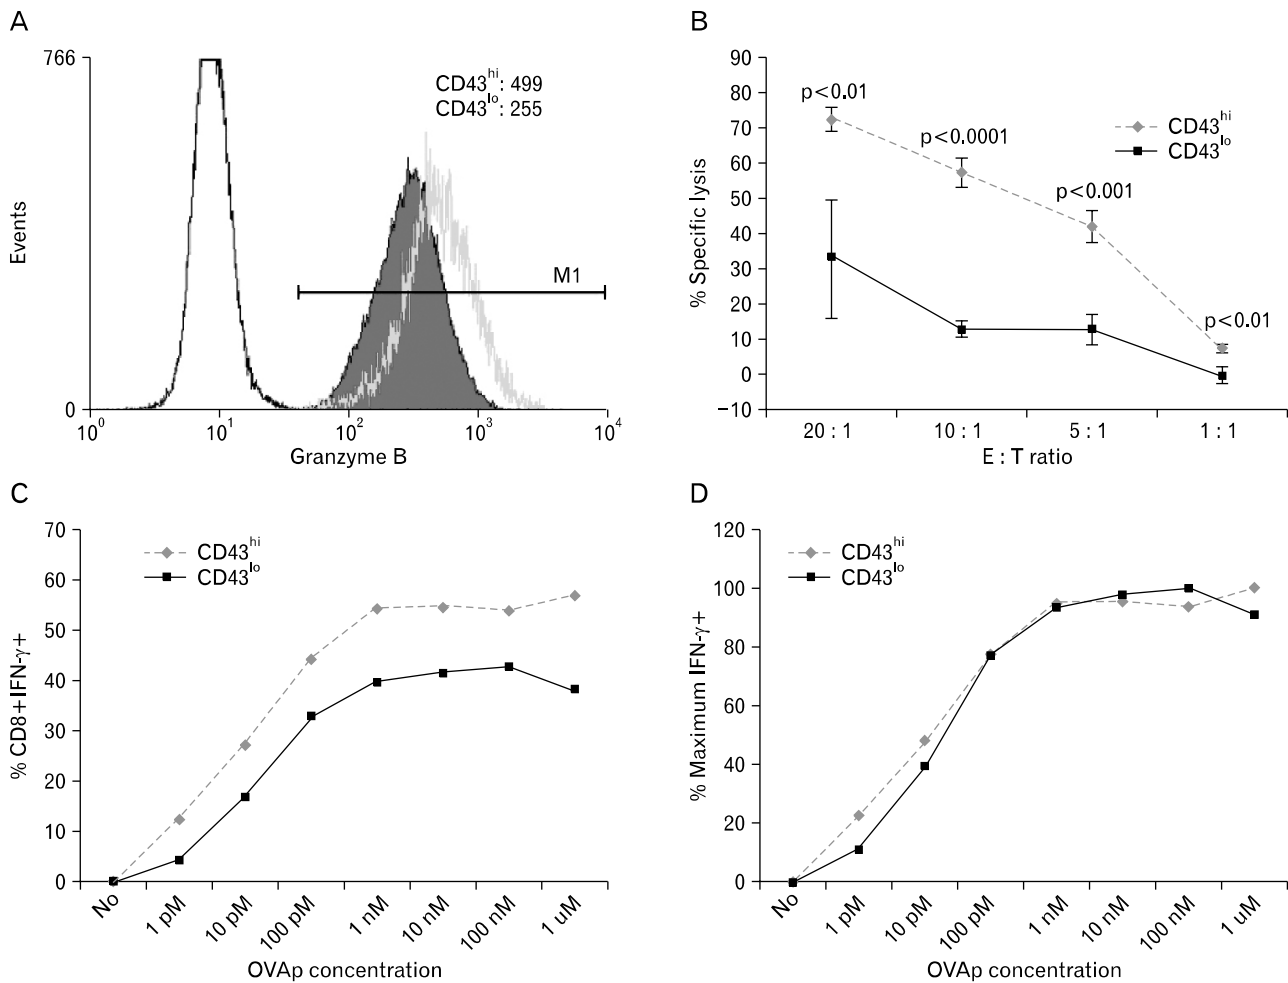 A
766
CD43hi: 499
CD43lo: 255
Events
M1
0
10^0 10^1 10^2 10^3 10^4
Granzyme B
B
90
80
70
60
50
40
30
20
10
0
−10
% Specific lysis
p<0.01
p<0.0001
p<0.001
p<0.01
CD43hi
CD43lo
20 : 1 10 : 1 5 : 1 1 : 1
E : T ratio
C
70
60
50
40
30
20
10
0
% CD8+IFN-γ+
CD43hi
CD43lo
No 1 pM 10 pM 100 pM 1 nM 10 nM 100 nM 1 uM
OVAp concentration
D
120
100
80
60
40
20
0
% Maximum IFN-γ+
CD43hi
CD43lo
No 1 pM 10 pM 100 pM 1 nM 10 nM 100 nM 1 uM
OVAp concentration